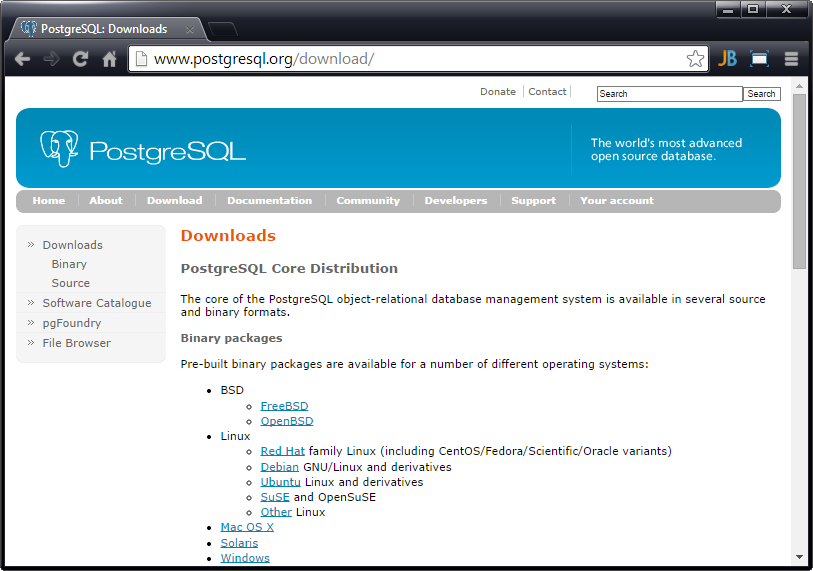 PostgreSQL: Downloads
www.postgresql.org/download/
JB
Donate Contact Search Search
PostgreSQL
The world's most advanced
open source database.
Home About Download Documentation Community Developers Support Your account
» Downloads
Binary
Source
» Software Catalogue
» pgFoundry
» File Browser
Downloads
PostgreSQL Core Distribution
The core of the PostgreSQL object-relational database management system is available in several source
and binary formats.
Binary packages
Pre-built binary packages are available for a number of different operating systems:
BSD
FreeBSD
OpenBSD
Linux
Red Hat family Linux (including CentOS/Fedora/Scientific/Oracle variants)
Debian GNU/Linux and derivatives
Ubuntu Linux and derivatives
SuSE and OpenSuSE
Other Linux
Mac OS X
Solaris
Windows